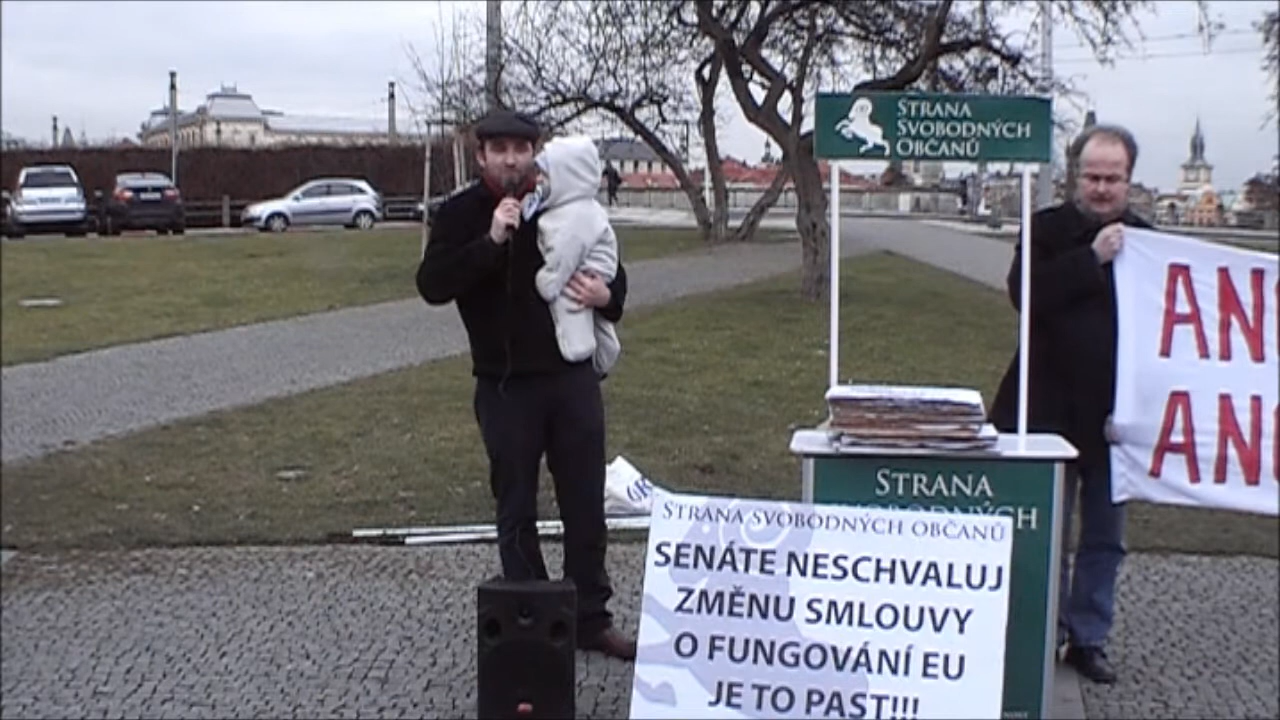 STRANA
SVOBODNÝCH
OBČANŮ
AN
AN
STRANA
STRANA SVOBODNÝCH OBČANŮ
SENÁTE NESCHVALUJ
ZMĚNU SMLOUVY
O FUNGOVÁNÍ EU
JE TO PAST!!!